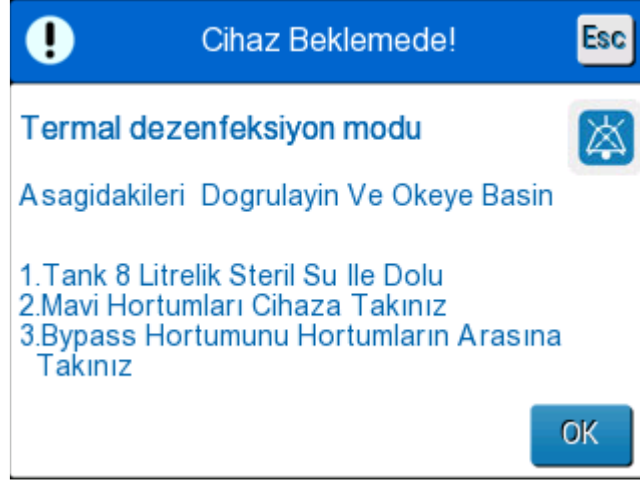 Cihaz Beklemede!
Esc
Termal dezenfeksiyon modu
Asagidakileri Dogrulayin Ve Okeye Basin
1.Tank 8 Litrelik Steril Su Ile Dolu
2.Mavi Hortumları Cihaza Takınız
3.Bypass Hortumunu Hortumların Arasına
Takınız
OK